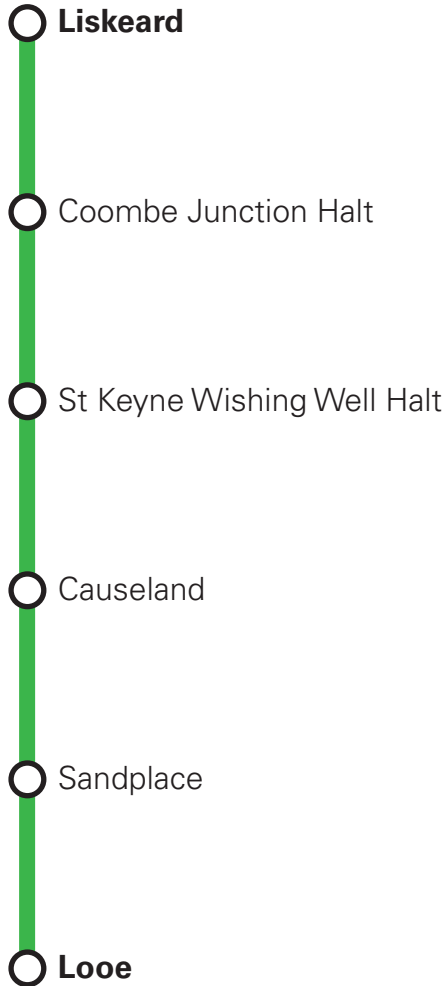 Liskeard
Coombe Junction Halt
St Keyne Wishing Well Halt
Causeland
Sandplace
Looe